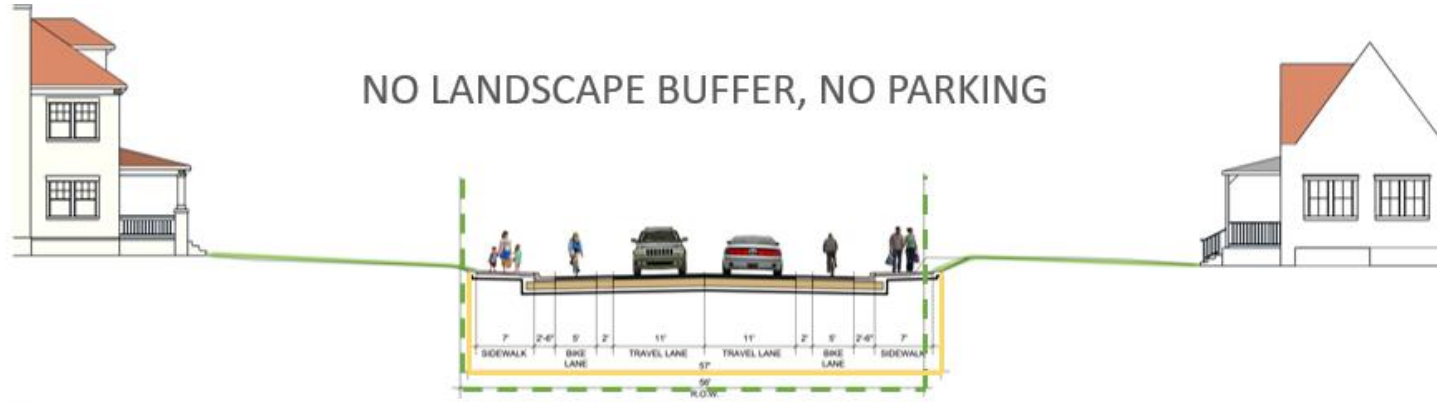 NO LANDSCAPE BUFFER, NO PARKING
7' 2'-6" 5' 2' 11' 11' 2' 5' 2'-6" 7'
SIDEWALK BIKE TRAVEL LANE TRAVEL LANE BIKE SIDEWALK
LANE LANE
57'
56'
R.O.W.